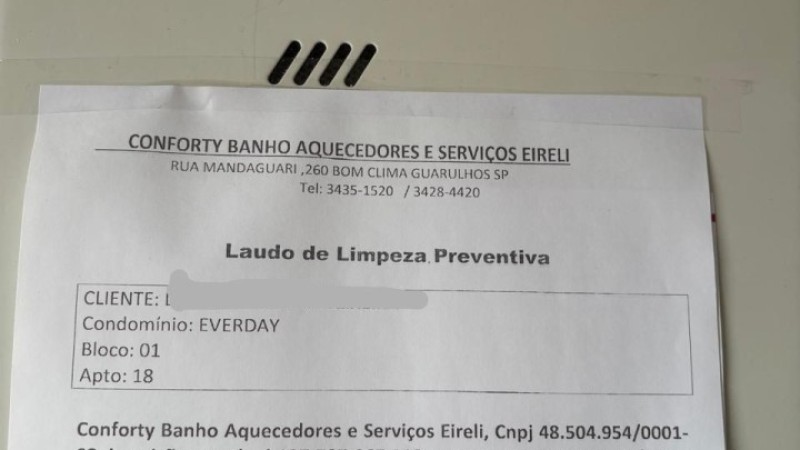 CONFORTY BANHO AQUECEDORES E SERVIÇOS EIRELI
RUA MANDAGUARI ,260 BOM CLIMA GUARULHOS SP
Tel: 3435-1520 / 3428-4420
Laudo de Limpeza Preventiva
CLIENTE:
Condomínio: EVERDAY
Bloco: 01
Apto: 18
Conforty Banho Aquecedores e Serviços Eireli, Cnpj 48.504.954/0001-